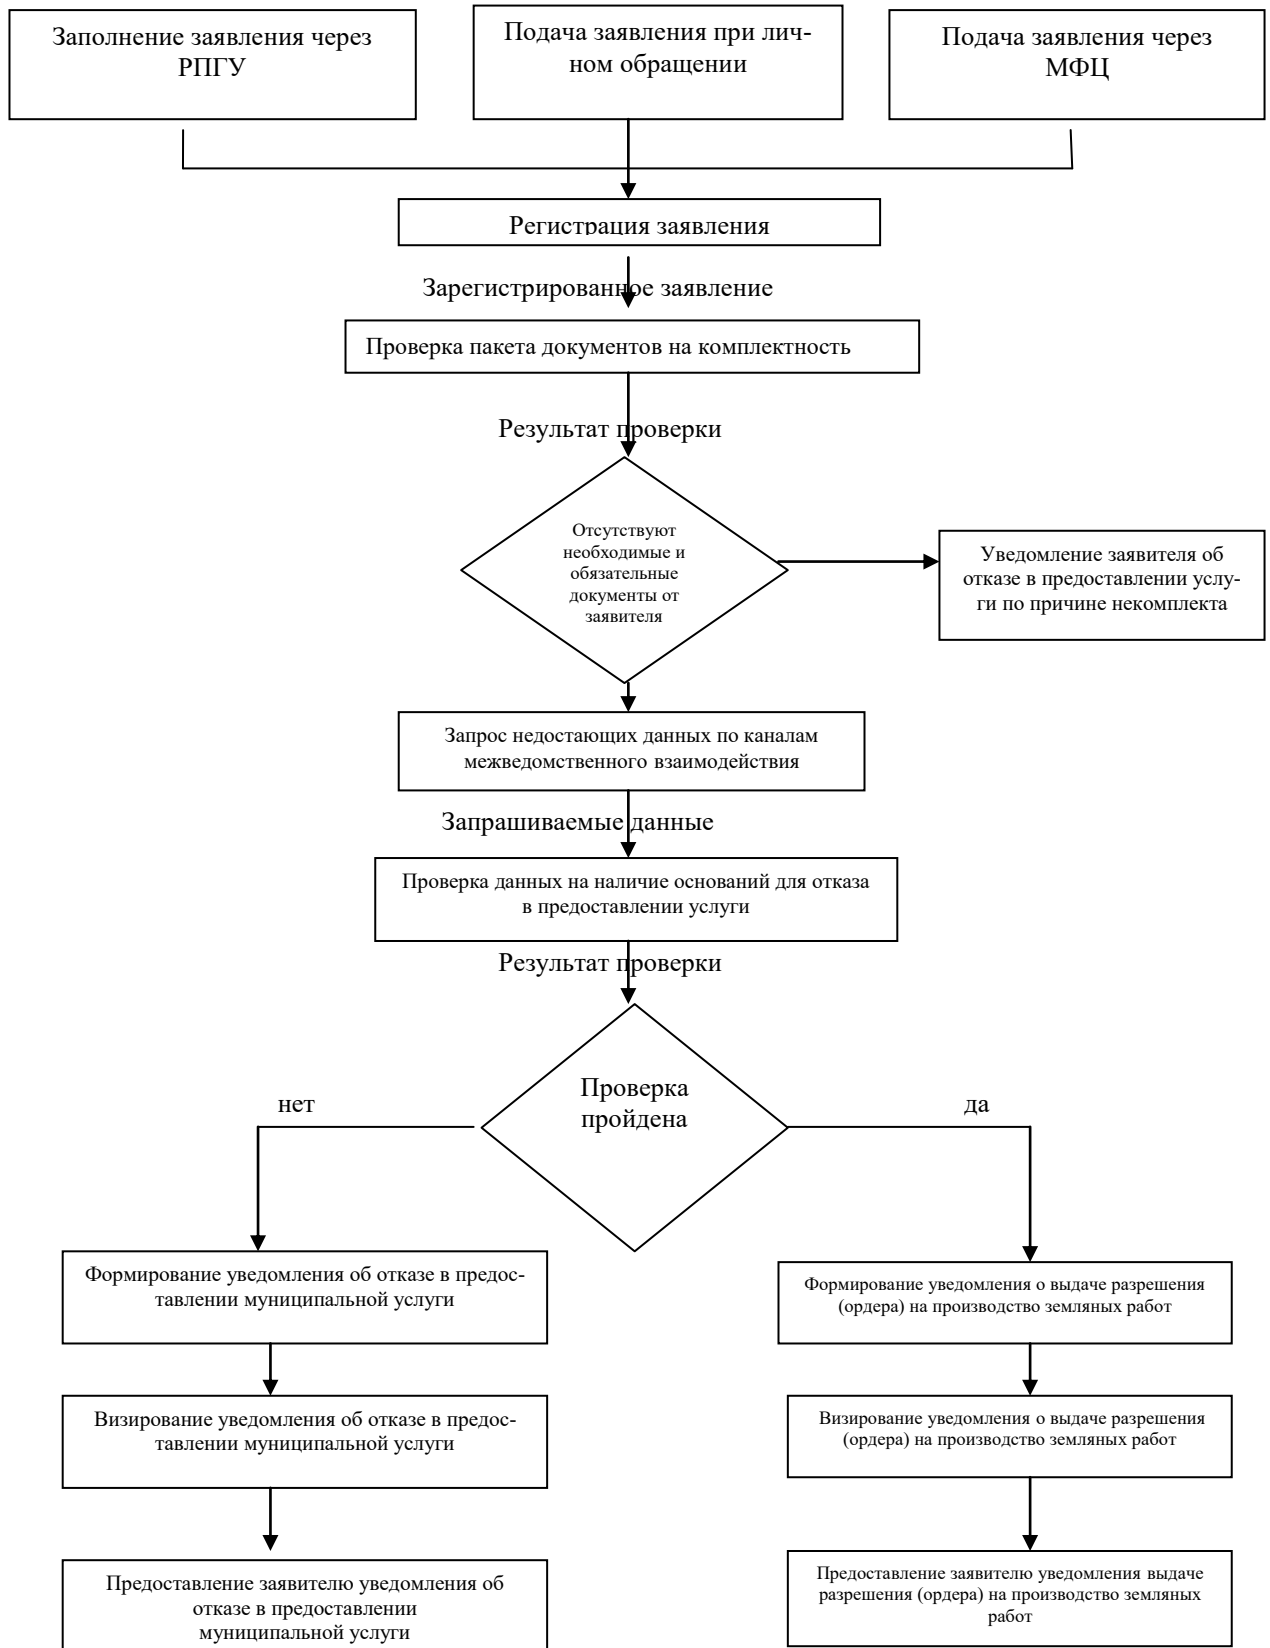 Заполнение заявления через
РПГУ
Подача заявления при лич-
ном обращении
Подача заявления через
МФЦ
Регистрация заявления
Зарегистрированное заявление
Проверка пакета документов на комплектность
Результат проверки
Отсутствуют
необходимые и
обязательные
документы от
заявителя
Уведомление заявителя об
отказе в предоставлении услу-
ги по причине некомплекта
Запрос недостающих данных по каналам
межведомственного взаимодействия
Запрашиваемые данные
Проверка данных на наличие оснований для отказа
в предоставлении услуги
Результат проверки
Проверка
пройдена
нет
да
Формирование уведомления об отказе в предос-
тавлении муниципальной услуги
Формирование уведомления о выдаче разрешения
(ордера) на производство земляных работ
Визирование уведомления об отказе в предос-
тавлении муниципальной услуги
Визирование уведомления о выдаче разрешения
(ордера) на производство земляных работ
Предоставление заявителю уведомления об
отказе в предоставлении
муниципальной услуги
Предоставление заявителю уведомления выдаче
разрешения (ордера) на производство земляных
работ